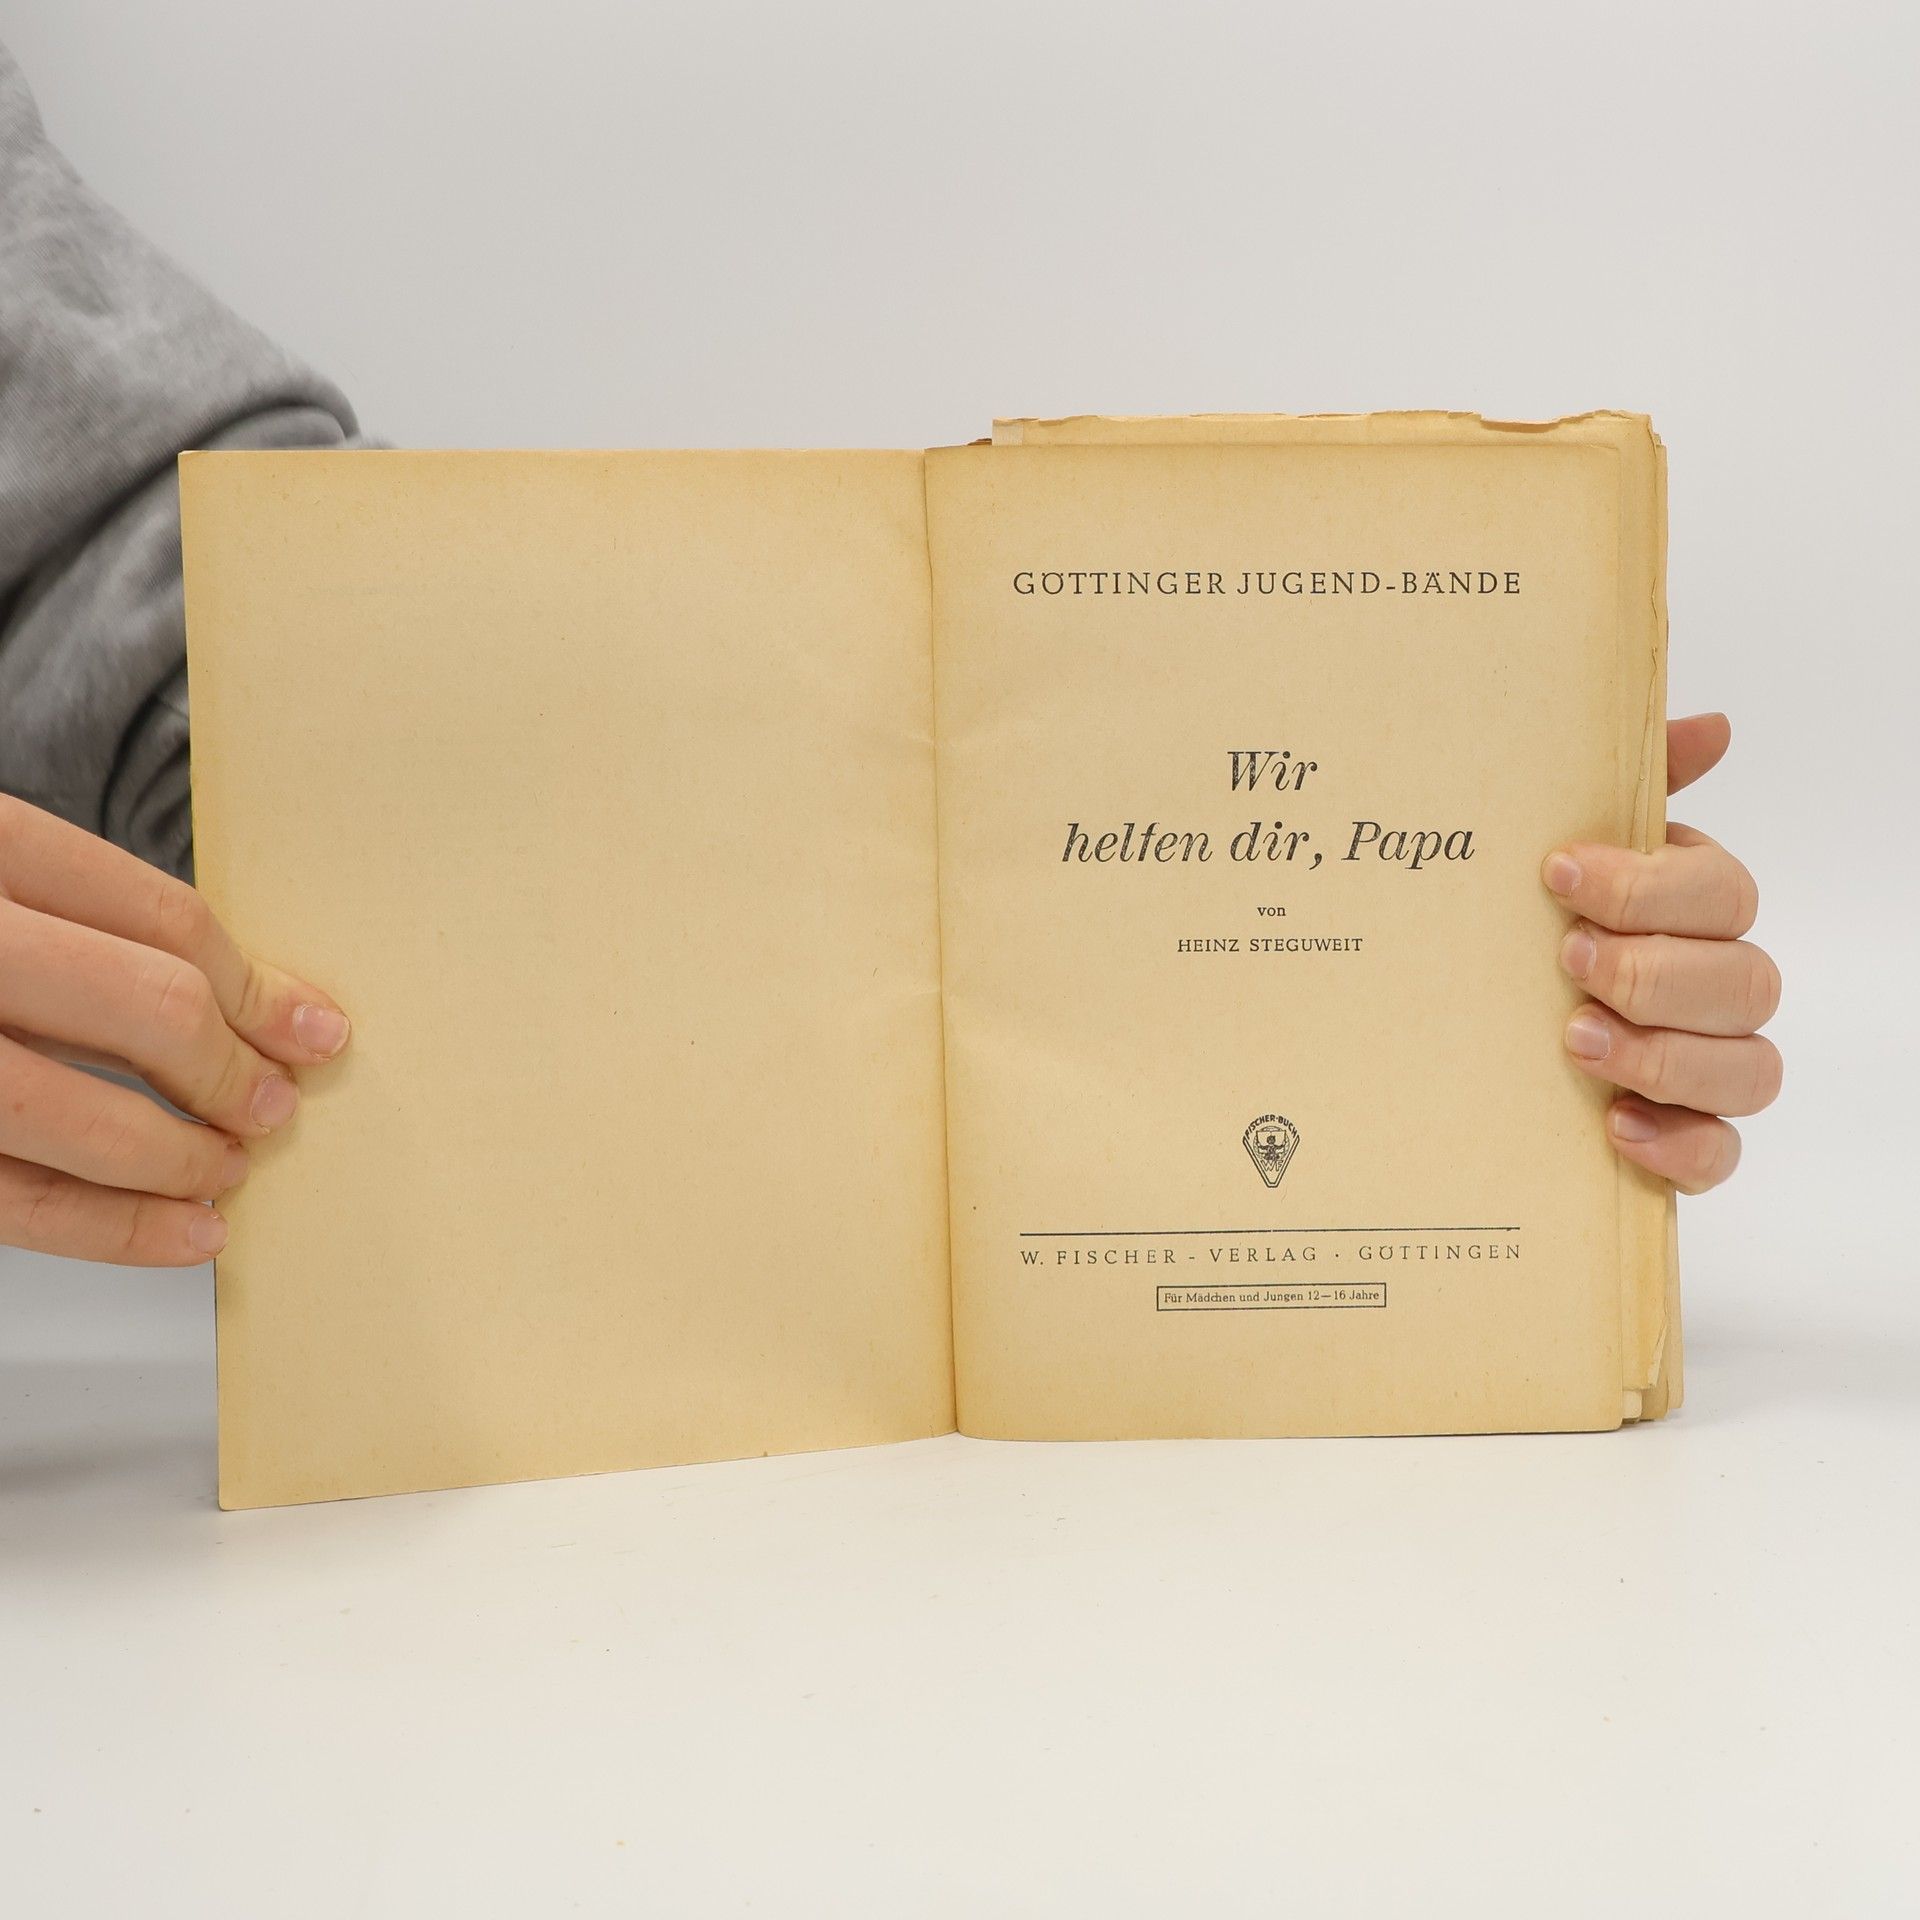 GÖTTINGER JUGEND-BÄNDE
Wir
helfen dir, Papa
von
HEINZ STEGUWEIT
FISCHER-BUCH
WF
W. FISCHER - VERLAG · GÖTTINGEN
Für Mädchen und Jungen 12—16 Jahre